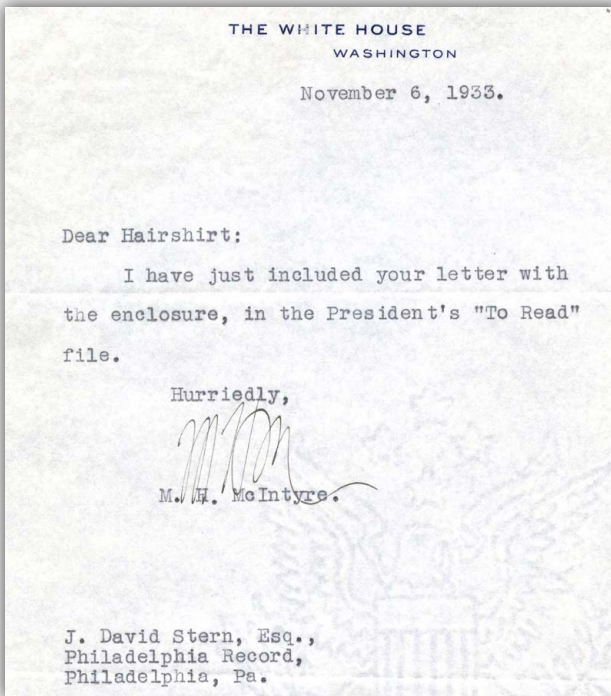 THE WHITE HOUSE
WASHINGTON
November 6, 1933.
Dear Hairshirt:
I have just included your letter with
the enclosure, in the President's "To Read"
file.
Hurriedly,
M. H. McIntyre.
J. David Stern, Esq.,
Philadelphia Record,
Philadelphia, Pa.